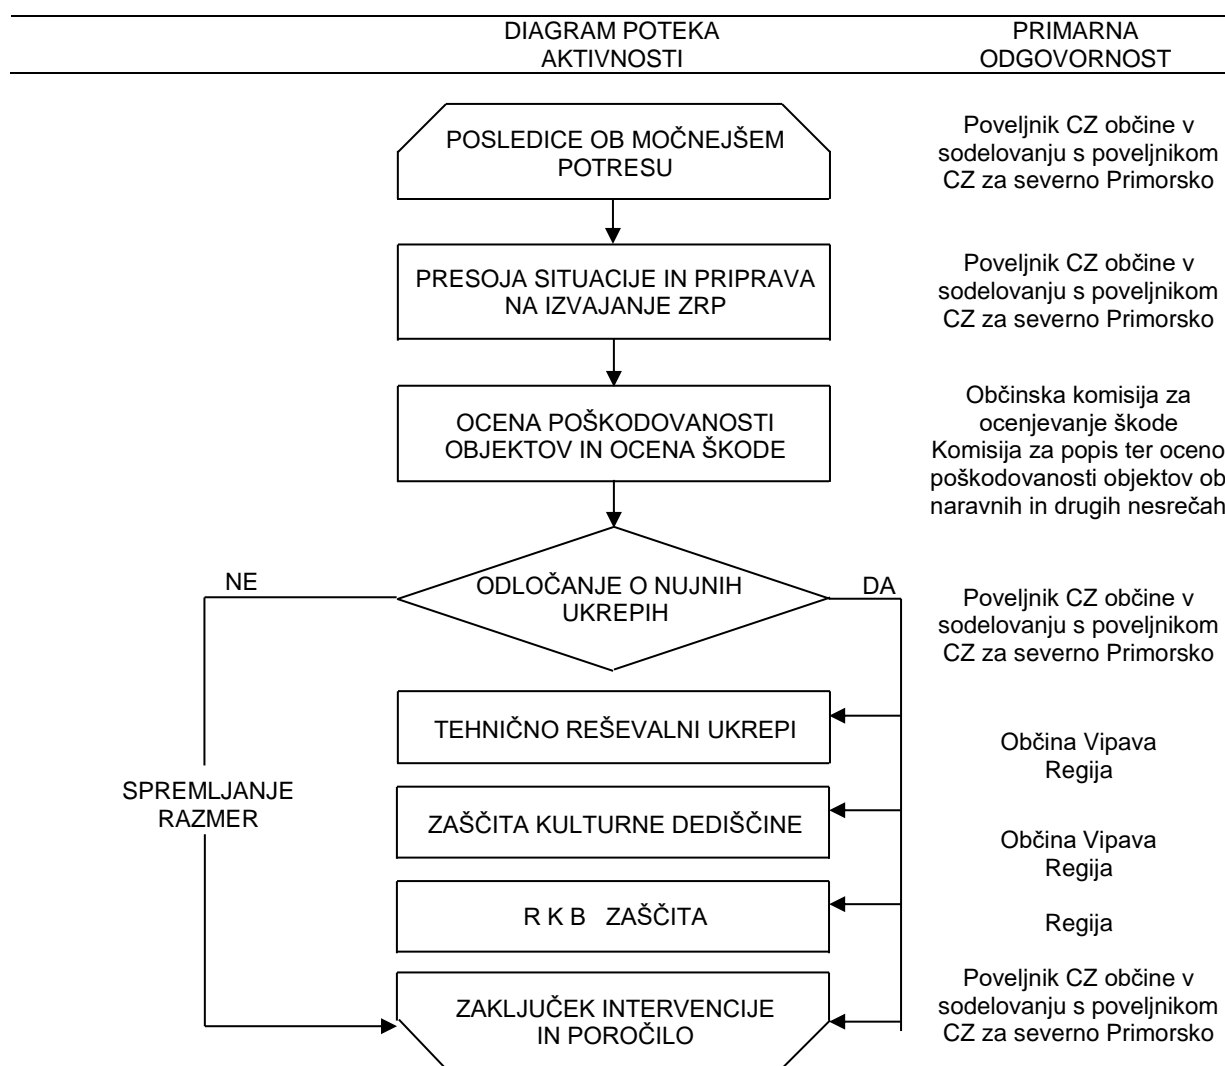 DIAGRAM POTEKA
AKTIVNOSTI
PRIMARNA
ODGOVORNOST
POSLEDICE OB MOČNEJŠEM
POTRESU
Poveljnik CZ občine v
sodelovanju s poveljnikom
CZ za severno Primorsko
PRESOJA SITUACIJE IN PRIPRAVA
NA IZVAJANJE ZRP
Poveljnik CZ občine v
sodelovanju s poveljnikom
CZ za severno Primorsko
OCENA POŠKODOVANOSTI
OBJEKTOV IN OCENA ŠKODE
Občinska komisija za
ocenjevanje škode
Komisija za popis ter oceno
poškodovanosti objektov ob
naravnih in drugih nesrečah
NE
ODLOČANJE O NUJNIH
UKREPIH
DA
Poveljnik CZ občine v
sodelovanju s poveljnikom
CZ za severno Primorsko
TEHNIČNO REŠEVALNI UKREPI
Občina Vipava
Regija
SPREMLJANJE
RAZMER
ZAŠČITA KULTURNE DEDIŠČINE
Občina Vipava
Regija
R K B ZAŠČITA
Regija
ZAKLJUČEK INTERVENCIJE
IN POROČILO
Poveljnik CZ občine v
sodelovanju s poveljnikom
CZ za severno Primorsko